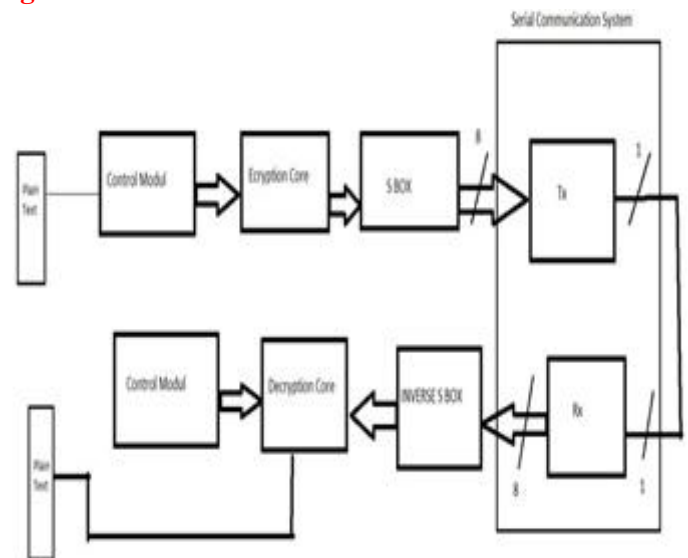 Serial Communication System
8
1
Plain
Text
Control Modul
Ecryption Core
S BOX
Tx
Control Modul
Decryption Core
INVERSE S BOX
Rx
Plain
Text
8
1